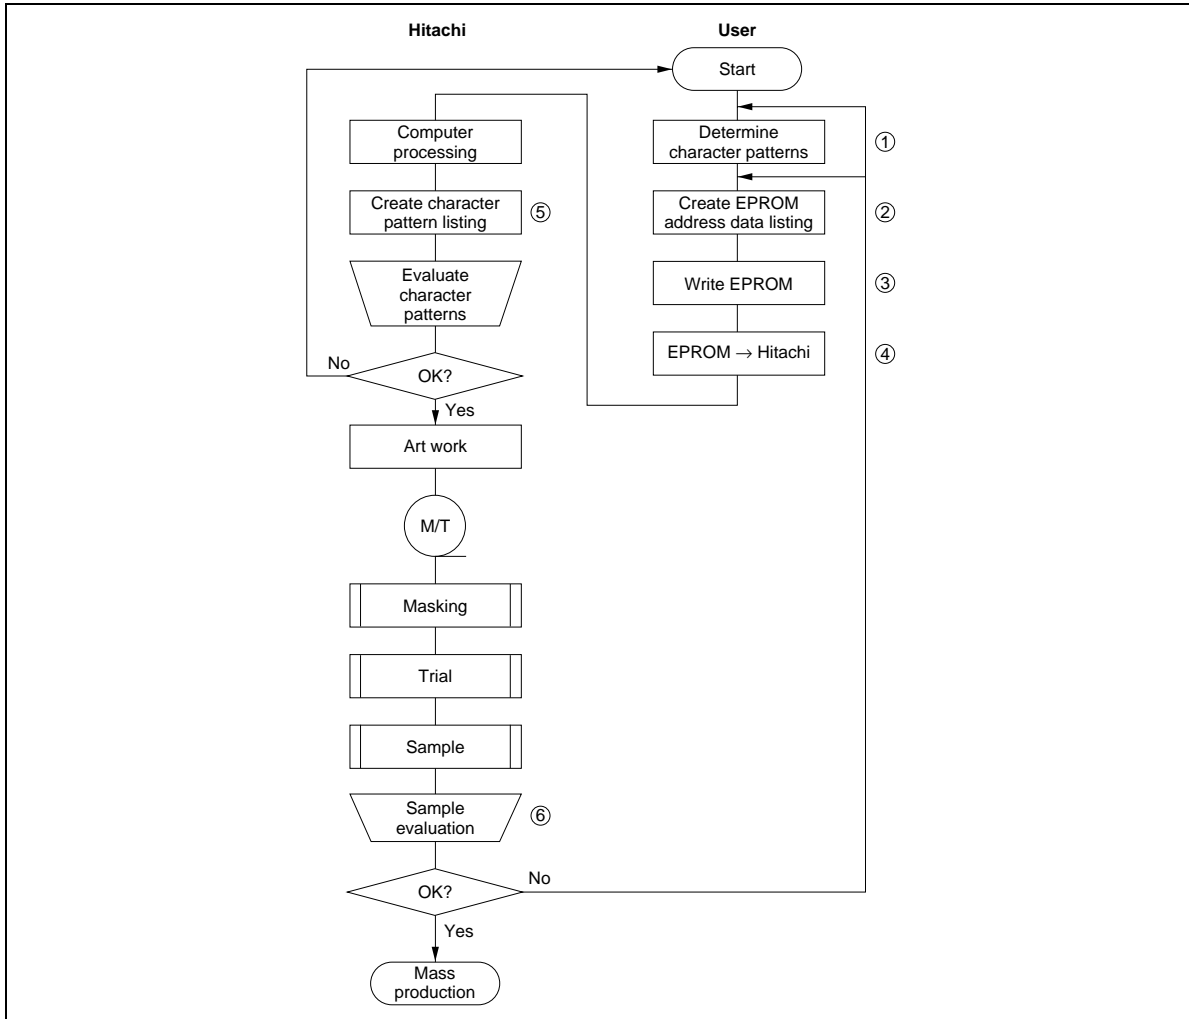 Hitachi
User
Start
Determine
character patterns
①
Create EPROM
address data listing
②
Write EPROM
③
EPROM → Hitachi
④
Computer
processing
Create character
pattern listing
⑤
Evaluate
character
patterns
No
OK?
Yes
Art work
M/T
Masking
Trial
Sample
Sample
evaluation
⑥
OK?
No
Yes
Mass
production